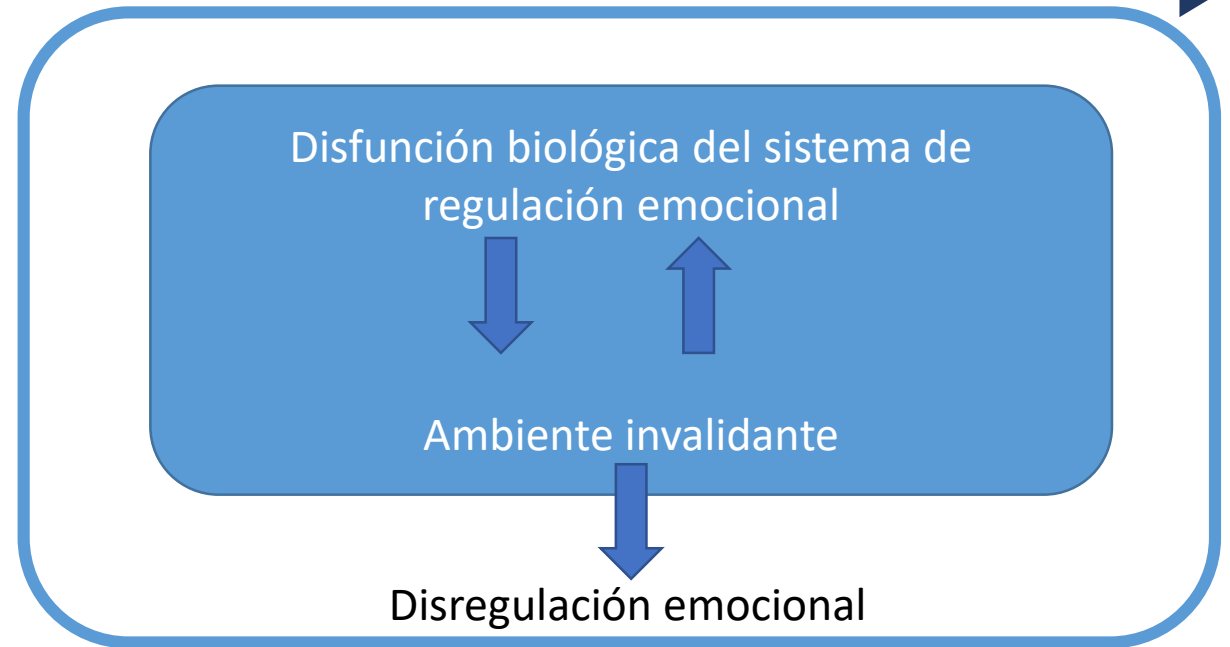 Disfunción biológica del sistema de
regulación emocional
Ambiente invalidante
Disregulación emocional